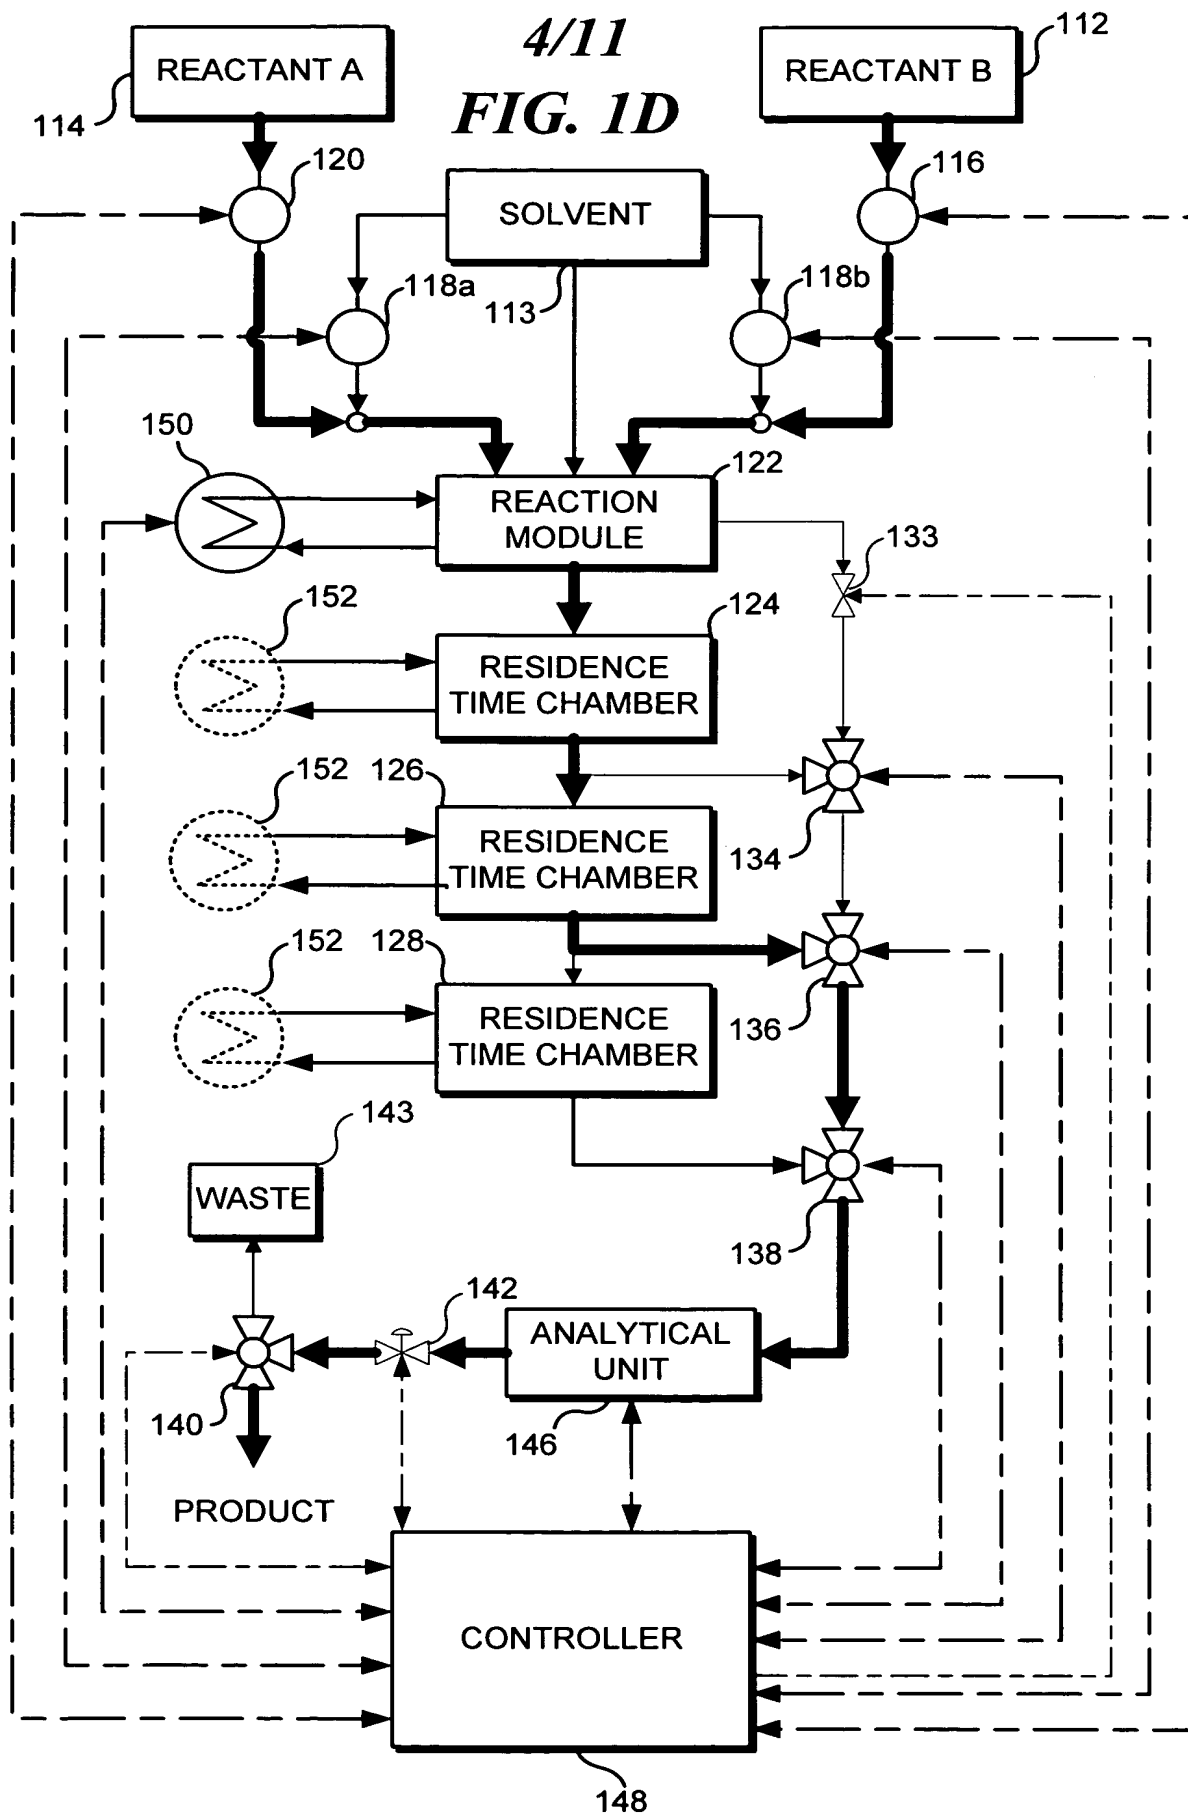 4/11
FIG. 1D
REACTANT A
REACTANT B
112
114
120
116
SOLVENT
118a
113
118b
150
122
REACTION
MODULE
133
152
124
RESIDENCE
TIME CHAMBER
152
126
134
RESIDENCE
TIME CHAMBER
152
128
136
RESIDENCE
TIME CHAMBER
143
WASTE
138
142
ANALYTICAL
UNIT
140
146
PRODUCT
CONTROLLER
148